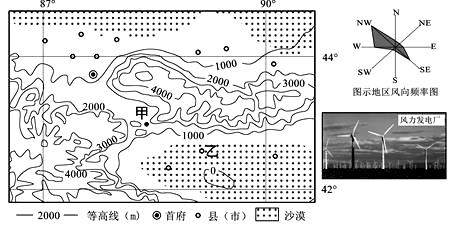 87°
90°
44°
42°
1000
2000
3000
4000
2000
甲
1000
3000
4000
乙
0
N
NE
E
SE
S
SW
W
NW
图示地区风向频率图
风力发电厂
2000 等高线(m) 首府 县(市) 沙漠